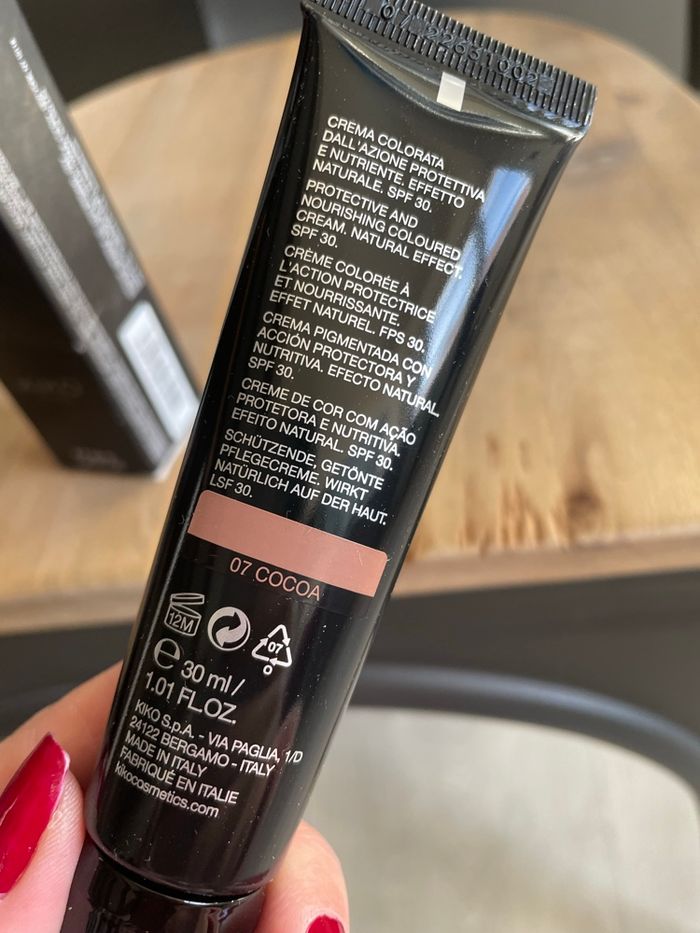 CREMA COLORATA
DALL'AZIONE PROTETTIVA
E NUTRIENTE. EFFETTO
NATURALE. SPF 30.
PROTECTIVE AND
NOURISHING COLOURED
CREAM. NATURAL EFFECT.
SPF 30.
CRÈME COLORÉE À
L'ACTION PROTECTRICE
ET NOURRISSANTE.
EFFET NATUREL. FPS 30.
CREMA PIGMENTADA CON
ACCIÓN PROTECTORA Y
NUTRITIVA. EFECTO NATURAL.
SPF 30.
CREME DE COR COM AÇÃO
PROTETORA E NUTRITIVA.
EFEITO NATURAL. SPF 30.
SCHÜTZENDE, GETÖNTE
PFLEGECREME. WIRKT
NATÜRLICH AUF DER HAUT.
LSF 30.
07 COCOA
12M
07
e 30 ml /
1.01 FL.OZ.
KIKO S.p.A. - VIA PAGLIA, 1/D
24122 BERGAMO - ITALY
MADE IN ITALY
FABRIQUÉ EN ITALIE
kikocosmetics.com